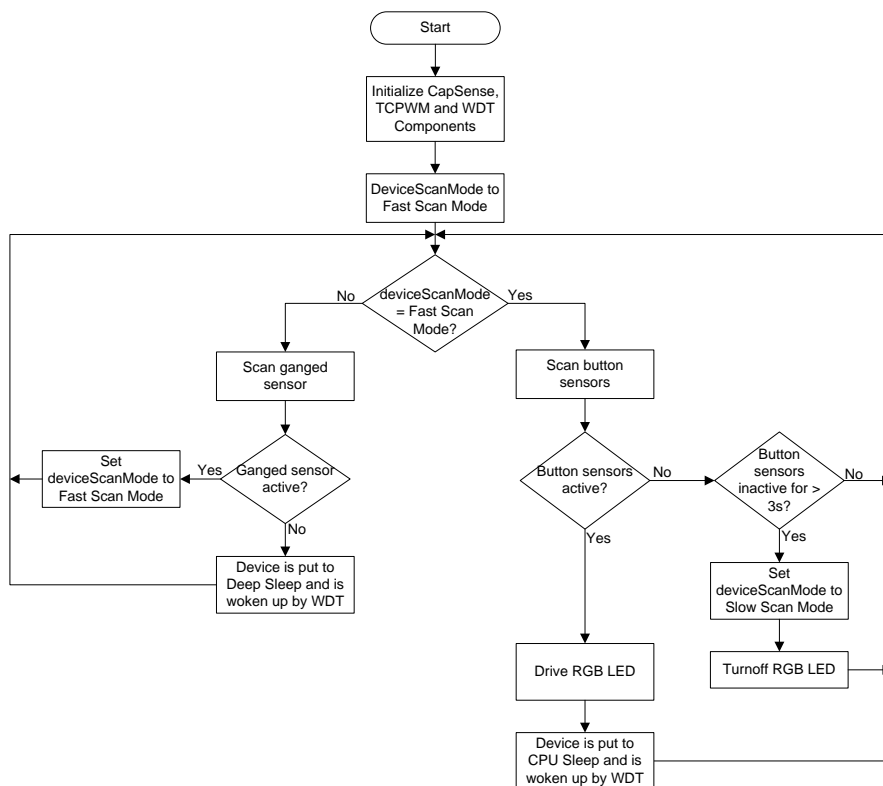 Start
Initialize CapSense,
TCPWM and WDT
Components
DeviceScanMode to
Fast Scan Mode
No
deviceScanMode
= Fast Scan
Mode?
Yes
Scan ganged
sensor
Scan button
sensors
Set
deviceScanMode to
Fast Scan Mode
Yes
Ganged sensor
active?
No
Button sensors
active?
No
Yes
Button
sensors
inactive for >
3s?
No
Yes
Device is put to
Deep Sleep and is
woken up by WDT
Set
deviceScanMode to
Slow Scan Mode
Drive RGB LED
Turnoff RGB LED
Device is put to
CPU Sleep and is
woken up by WDT